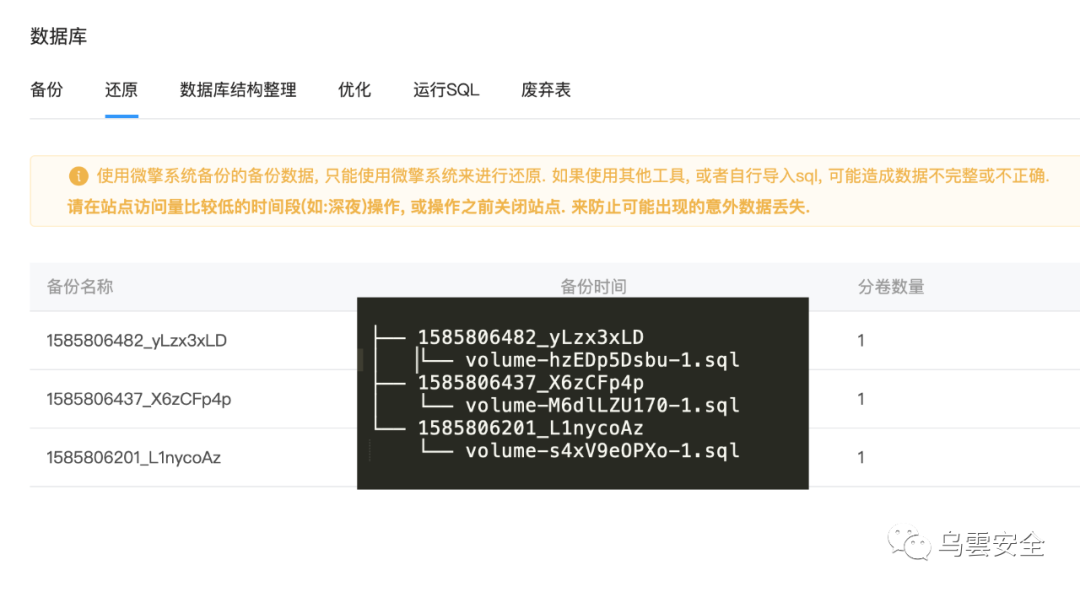 数据库
备份 还原 数据库结构整理 优化 运行SQL 废弃表
使用微擎系统备份的备份数据, 只能使用微擎系统来进行还原. 如果使用其他工具, 或者自行导入sql, 可能造成数据不完整或不正确.
请在站点访问量比较低的时间段(如:深夜)操作, 或操作之前关闭站点. 来防止可能出现的意外数据丢失.
备份名称 备份时间 分卷数量
1585806482_yLzx3xLD 1
1585806437_X6zCFp4p 1
1585806201_L1nycoAz 1
├── 1585806482_yLzx3xLD
│   └── volume-hzEDp5Dsbu-1.sql
├── 1585806437_X6zCFp4p
│   └── volume-M6dlLZU170-1.sql
└── 1585806201_L1nycoAz
    └── volume-s4xV9eOPXo-1.sql
乌雲安全